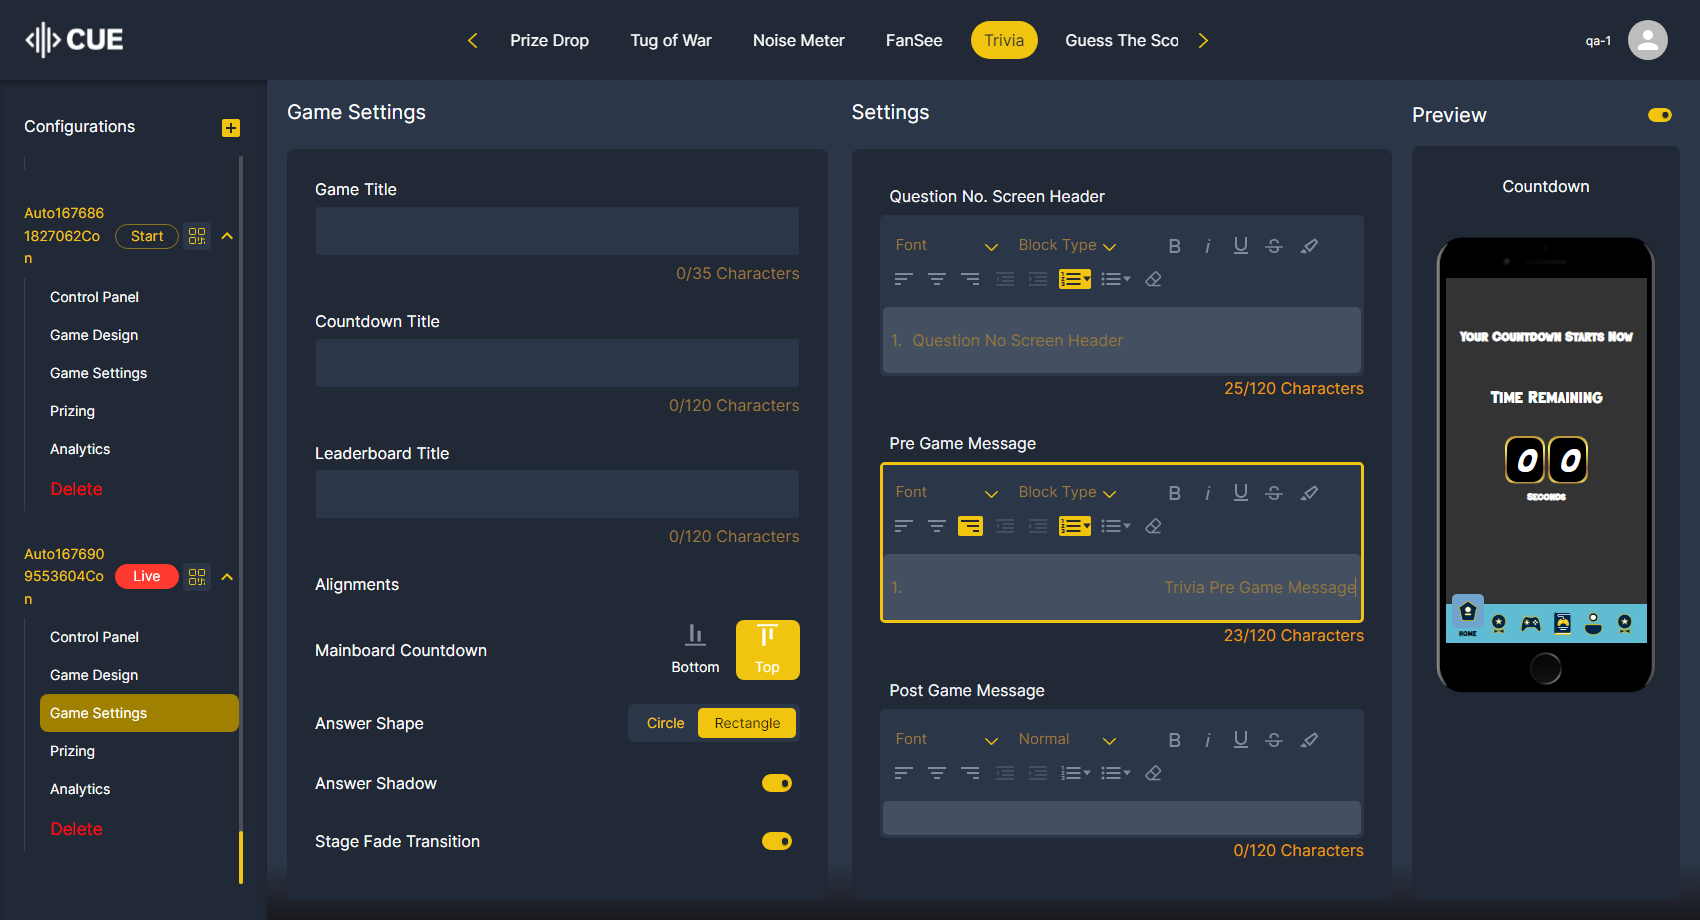 CUE
Prize Drop
Tug of War
Noise Meter
FanSee
Trivia
Guess The Sco
qa-1
Configurations
Auto167686
1827062Co
n
Start
Control Panel
Game Design
Game Settings
Prizing
Analytics
Delete
Auto167690
9553604Co
n
Live
Control Panel
Game Design
Game Settings
Prizing
Analytics
Delete
Game Settings
Game Title
0/35 Characters
Countdown Title
0/120 Characters
Leaderboard Title
0/120 Characters
Alignments
Mainboard Countdown
Bottom
Top
Answer Shape
Circle
Rectangle
Answer Shadow
Stage Fade Transition
Settings
Question No. Screen Header
Font
Block Type
B i U S
1. Question No Screen Header
25/120 Characters
Pre Game Message
Font
Block Type
B i U S
1. Trivia Pre Game Message
23/120 Characters
Post Game Message
Font
Normal
B i U S
0/120 Characters
Preview
Countdown
Your Countdown Starts Now
Time Remaining
0 0
Seconds
HOME